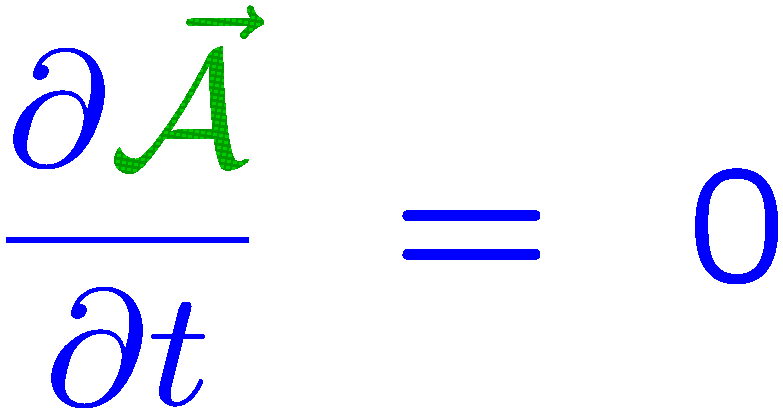 ∂𝒜⃗/∂t = 0